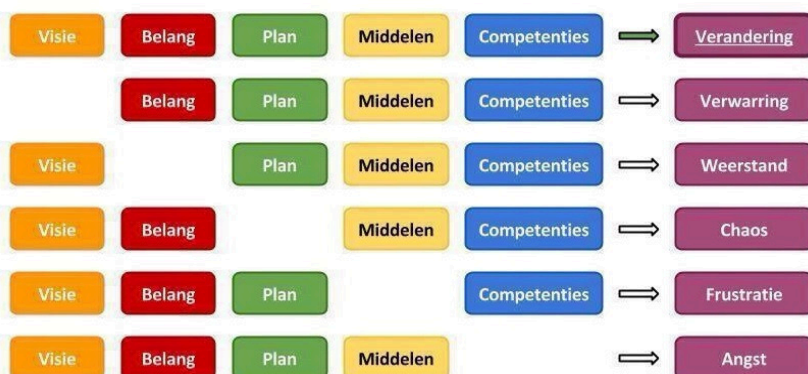 Visie Belang Plan Middelen Competenties Verandering
Belang Plan Middelen Competenties Verwarring
Visie Plan Middelen Competenties Weerstand
Visie Belang Middelen Competenties Chaos
Visie Belang Plan Competenties Frustratie
Visie Belang Plan Middelen Angst